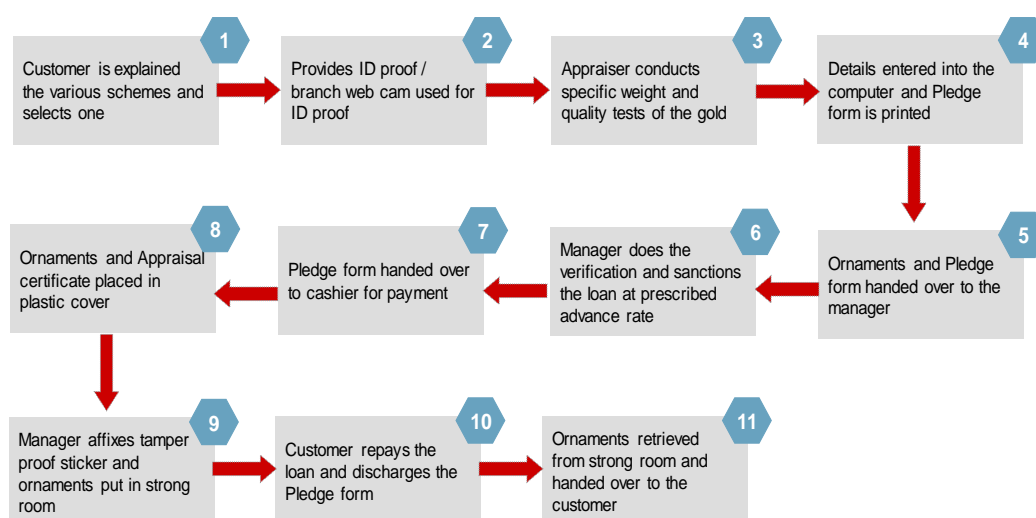 1
Customer is explained
the various schemes and
selects one
2
Provides ID proof /
branch web cam used for
ID proof
3
Appraiser conducts
specific weight and
quality tests of the gold
4
Details entered into the
computer and Pledge
form is printed
5
Ornaments and Pledge
form handed over to the
manager
6
Manager does the
verification and sanctions
the loan at prescribed
advance rate
7
Pledge form handed over
to cashier for payment
8
Ornaments and Appraisal
certificate placed in
plastic cover
9
Manager affixes tamper
proof sticker and
ornaments put in strong
room
10
Customer repays the
loan and discharges the
Pledge form
11
Ornaments retrieved
from strong room and
handed over to the
customer